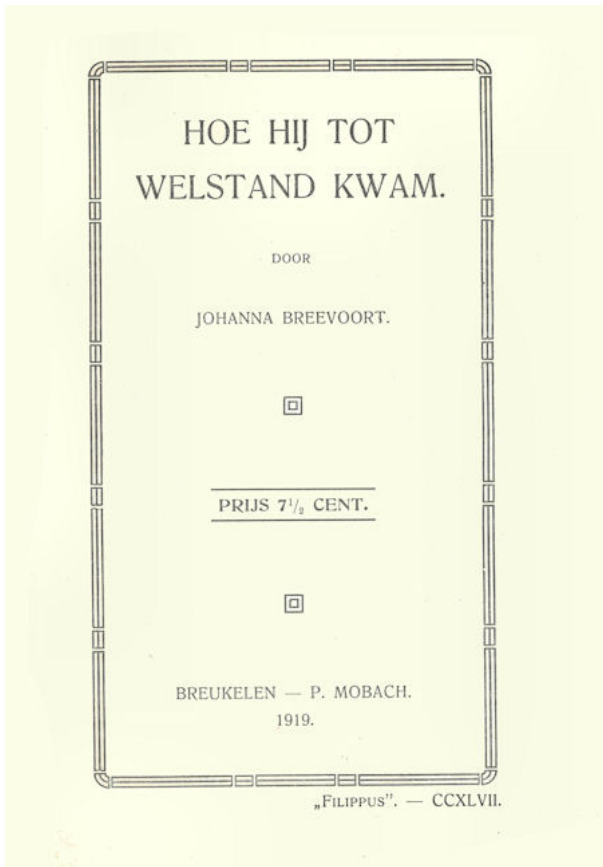 HOE HIJ TOT
WELSTAND KWAM.
DOOR
JOHANNA BREEVOORT.
PRIJS 7¹/₂ CENT.
BREUKELEN — P. MOBACH.
1919.
„FILIPPUS”. — CCXLVII.